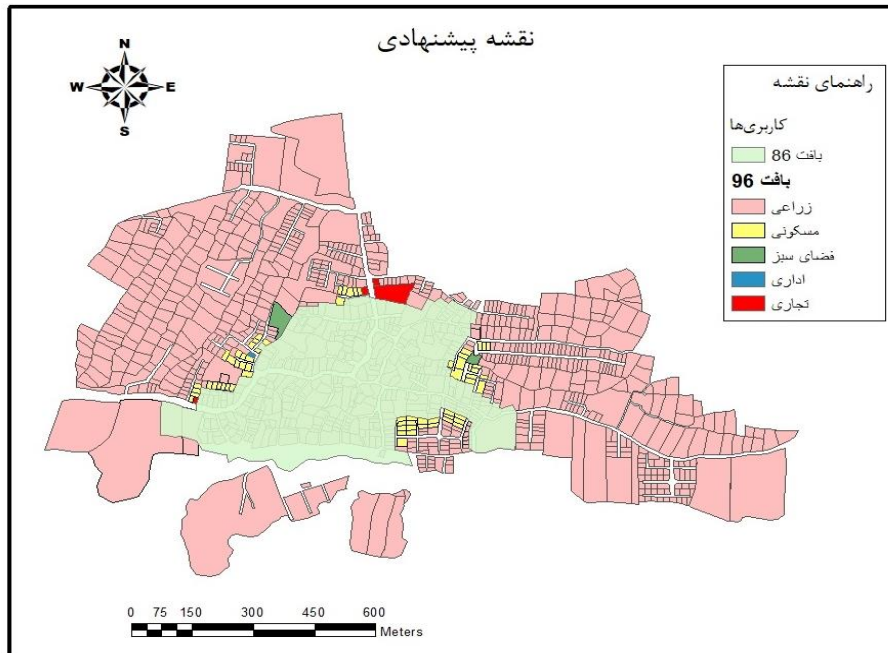 نقشه پیشنهادی
N
W E
S
راهنمای نقشه
کاربری‌ها
بافت 86
بافت 96
زراعی
مسکونی
فضای سبز
اداری
تجاری
0 75 150 300 450 600
Meters